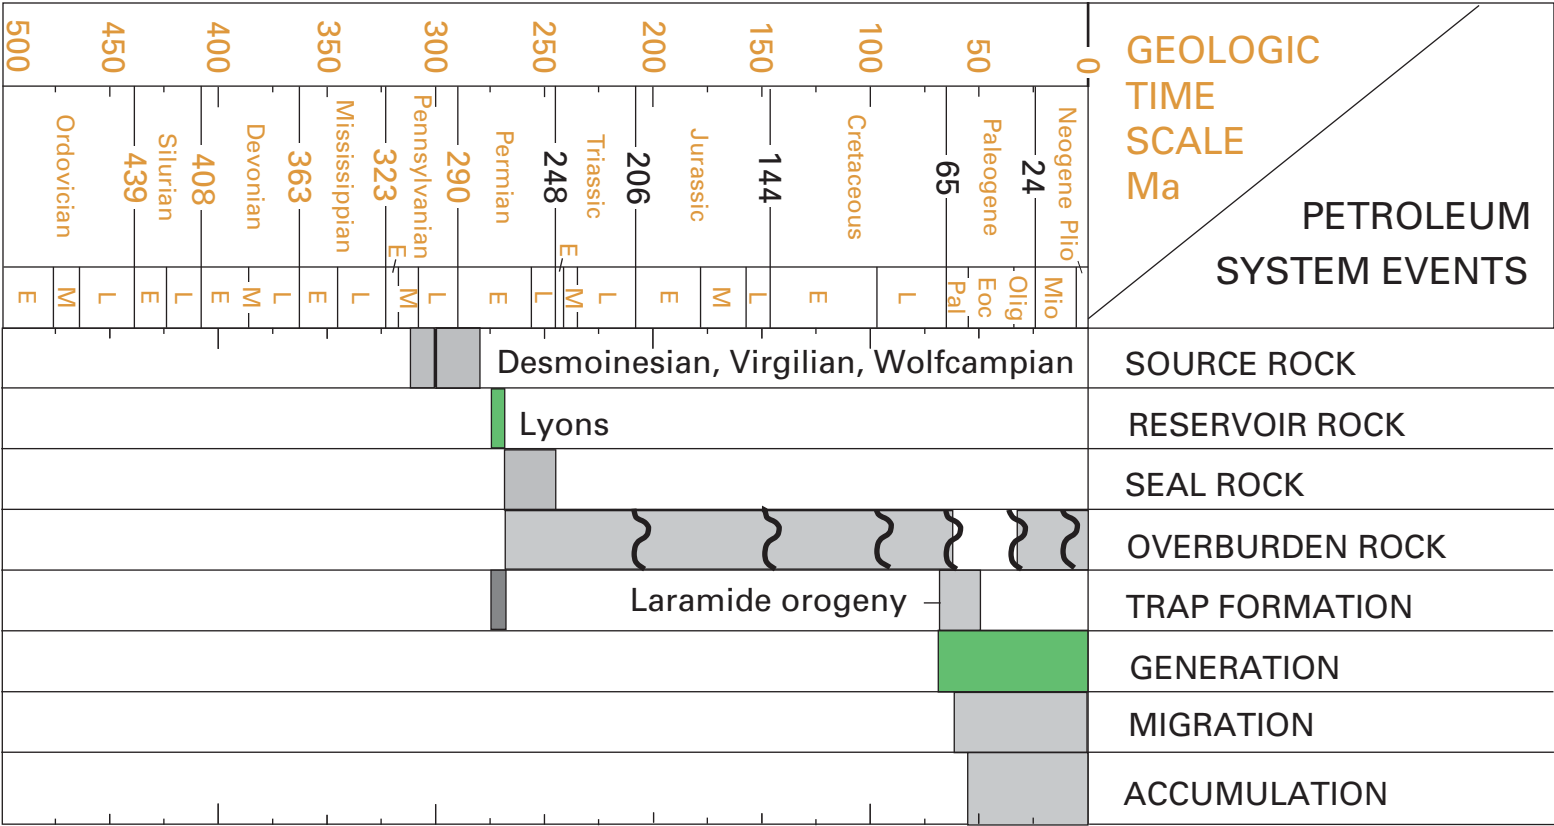 500 450 400 350 300 250 200 150 100 50 0
GEOLOGIC
TIME
SCALE
Ma
PETROLEUM
SYSTEM EVENTS
Ordovician 439 Silurian 408 Devonian 363 Mississippian 323 Pennsylvanian 290 Permian 248 Triassic 206 Jurassic 144 Cretaceous 65 Paleogene 24 Neogene
E E Plio
E M L E L E M L E L M L E L M L E M L E L Pal Eoc Olig Mio
Desmoinesian, Virgilian, Wolfcampian SOURCE ROCK
Lyons RESERVOIR ROCK
SEAL ROCK
OVERBURDEN ROCK
Laramide orogeny TRAP FORMATION
GENERATION
MIGRATION
ACCUMULATION